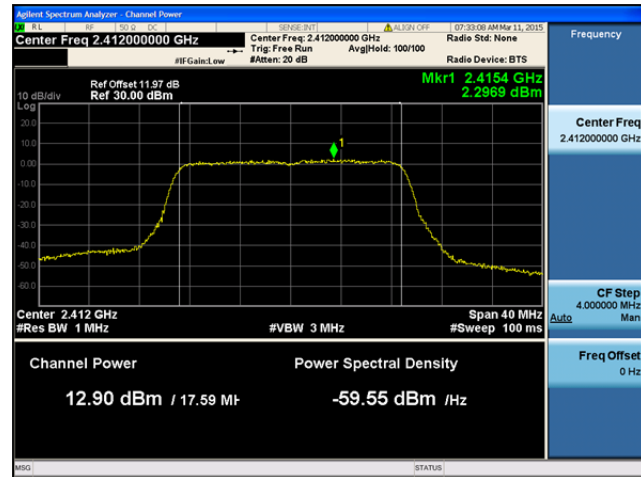 Agilent Spectrum Analyzer - Channel Power
RL RF 50 Ω DC SENSE:INT ALIGN OFF 07:33:08 AM Mar 11, 2015
Center Freq 2.412000000 GHz
Center Freq: 2.412000000 GHz
Radio Std: None
Trig: Free Run Avg|Hold: 100/100
#IFGain:Low #Atten: 20 dB Radio Device: BTS
Frequency
Mkr1 2.4154 GHz
2.2969 dBm
Ref Offset 11.97 dB
10 dB/div Ref 30.00 dBm
Log
20.0
10.0
0.00
-10.0
-20.0
-30.0
-40.0
-50.0
-60.0
1
Center Freq
2.412000000 GHz
Center 2.412 GHz Span 40 MHz
#Res BW 1 MHz #VBW 3 MHz #Sweep 100 ms
CF Step
4.000000 MHz
Auto Man
Channel Power Power Spectral Density
12.90 dBm / 17.59 MH -59.55 dBm /Hz
Freq Offset
0 Hz
MSG STATUS